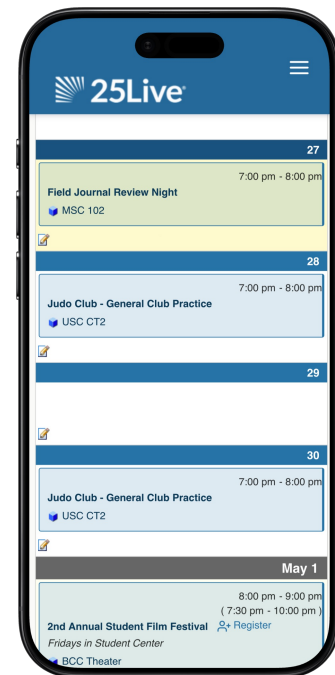 25Live
27
7:00 pm - 8:00 pm
Field Journal Review Night
MSC 102
28
7:00 pm - 8:00 pm
Judo Club - General Club Practice
USC CT2
29
30
7:00 pm - 8:00 pm
Judo Club - General Club Practice
USC CT2
May 1
8:00 pm - 9:00 pm
( 7:30 pm - 10:00 pm )
2nd Annual Student Film Festival Register
Fridays in Student Center
BCC Theater